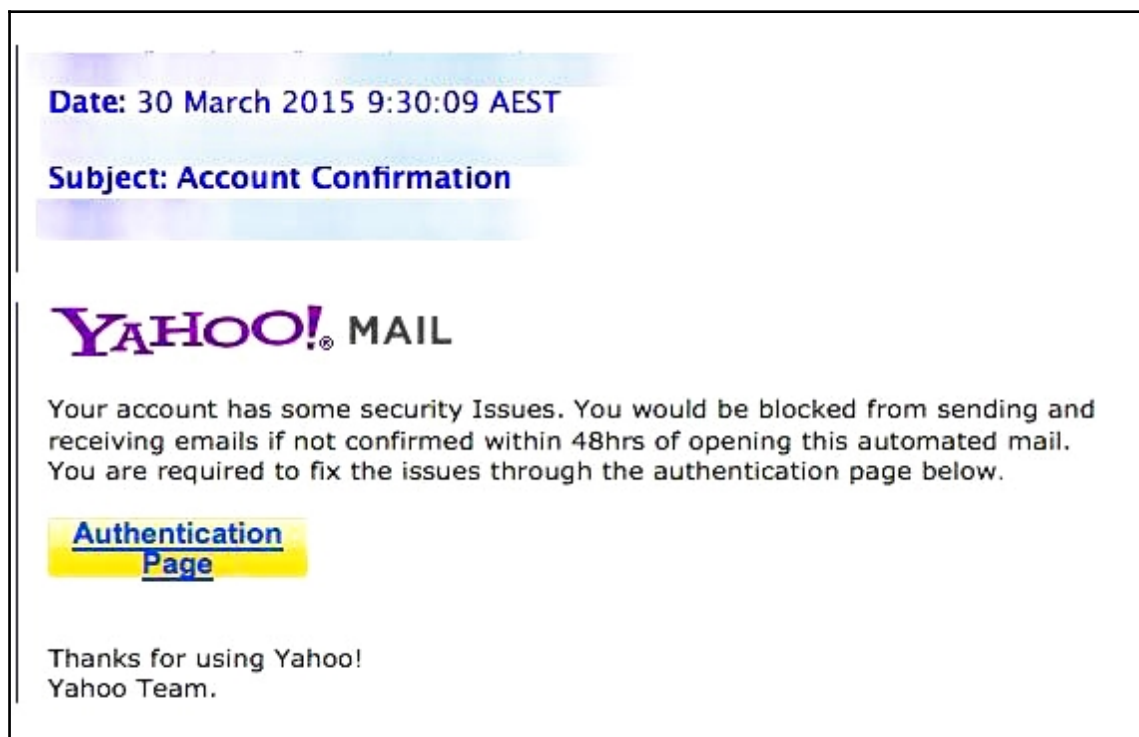 Date: 30 March 2015 9:30:09 AEST
Subject: Account Confirmation
YAHOO!® MAIL
Your account has some security Issues. You would be blocked from sending and
receiving emails if not confirmed within 48hrs of opening this automated mail.
You are required to fix the issues through the authentication page below.
Authentication
Page
Thanks for using Yahoo!
Yahoo Team.